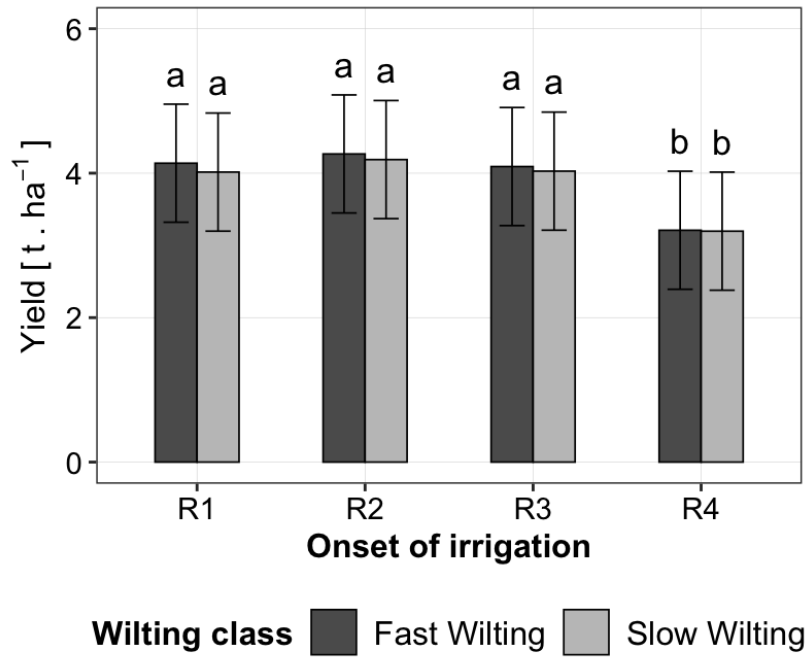 6
a a a a a a
b b
4
2
0
Yield [ t . ha⁻¹ ]
R1 R2 R3 R4
Onset of irrigation
Wilting class Fast Wilting Slow Wilting